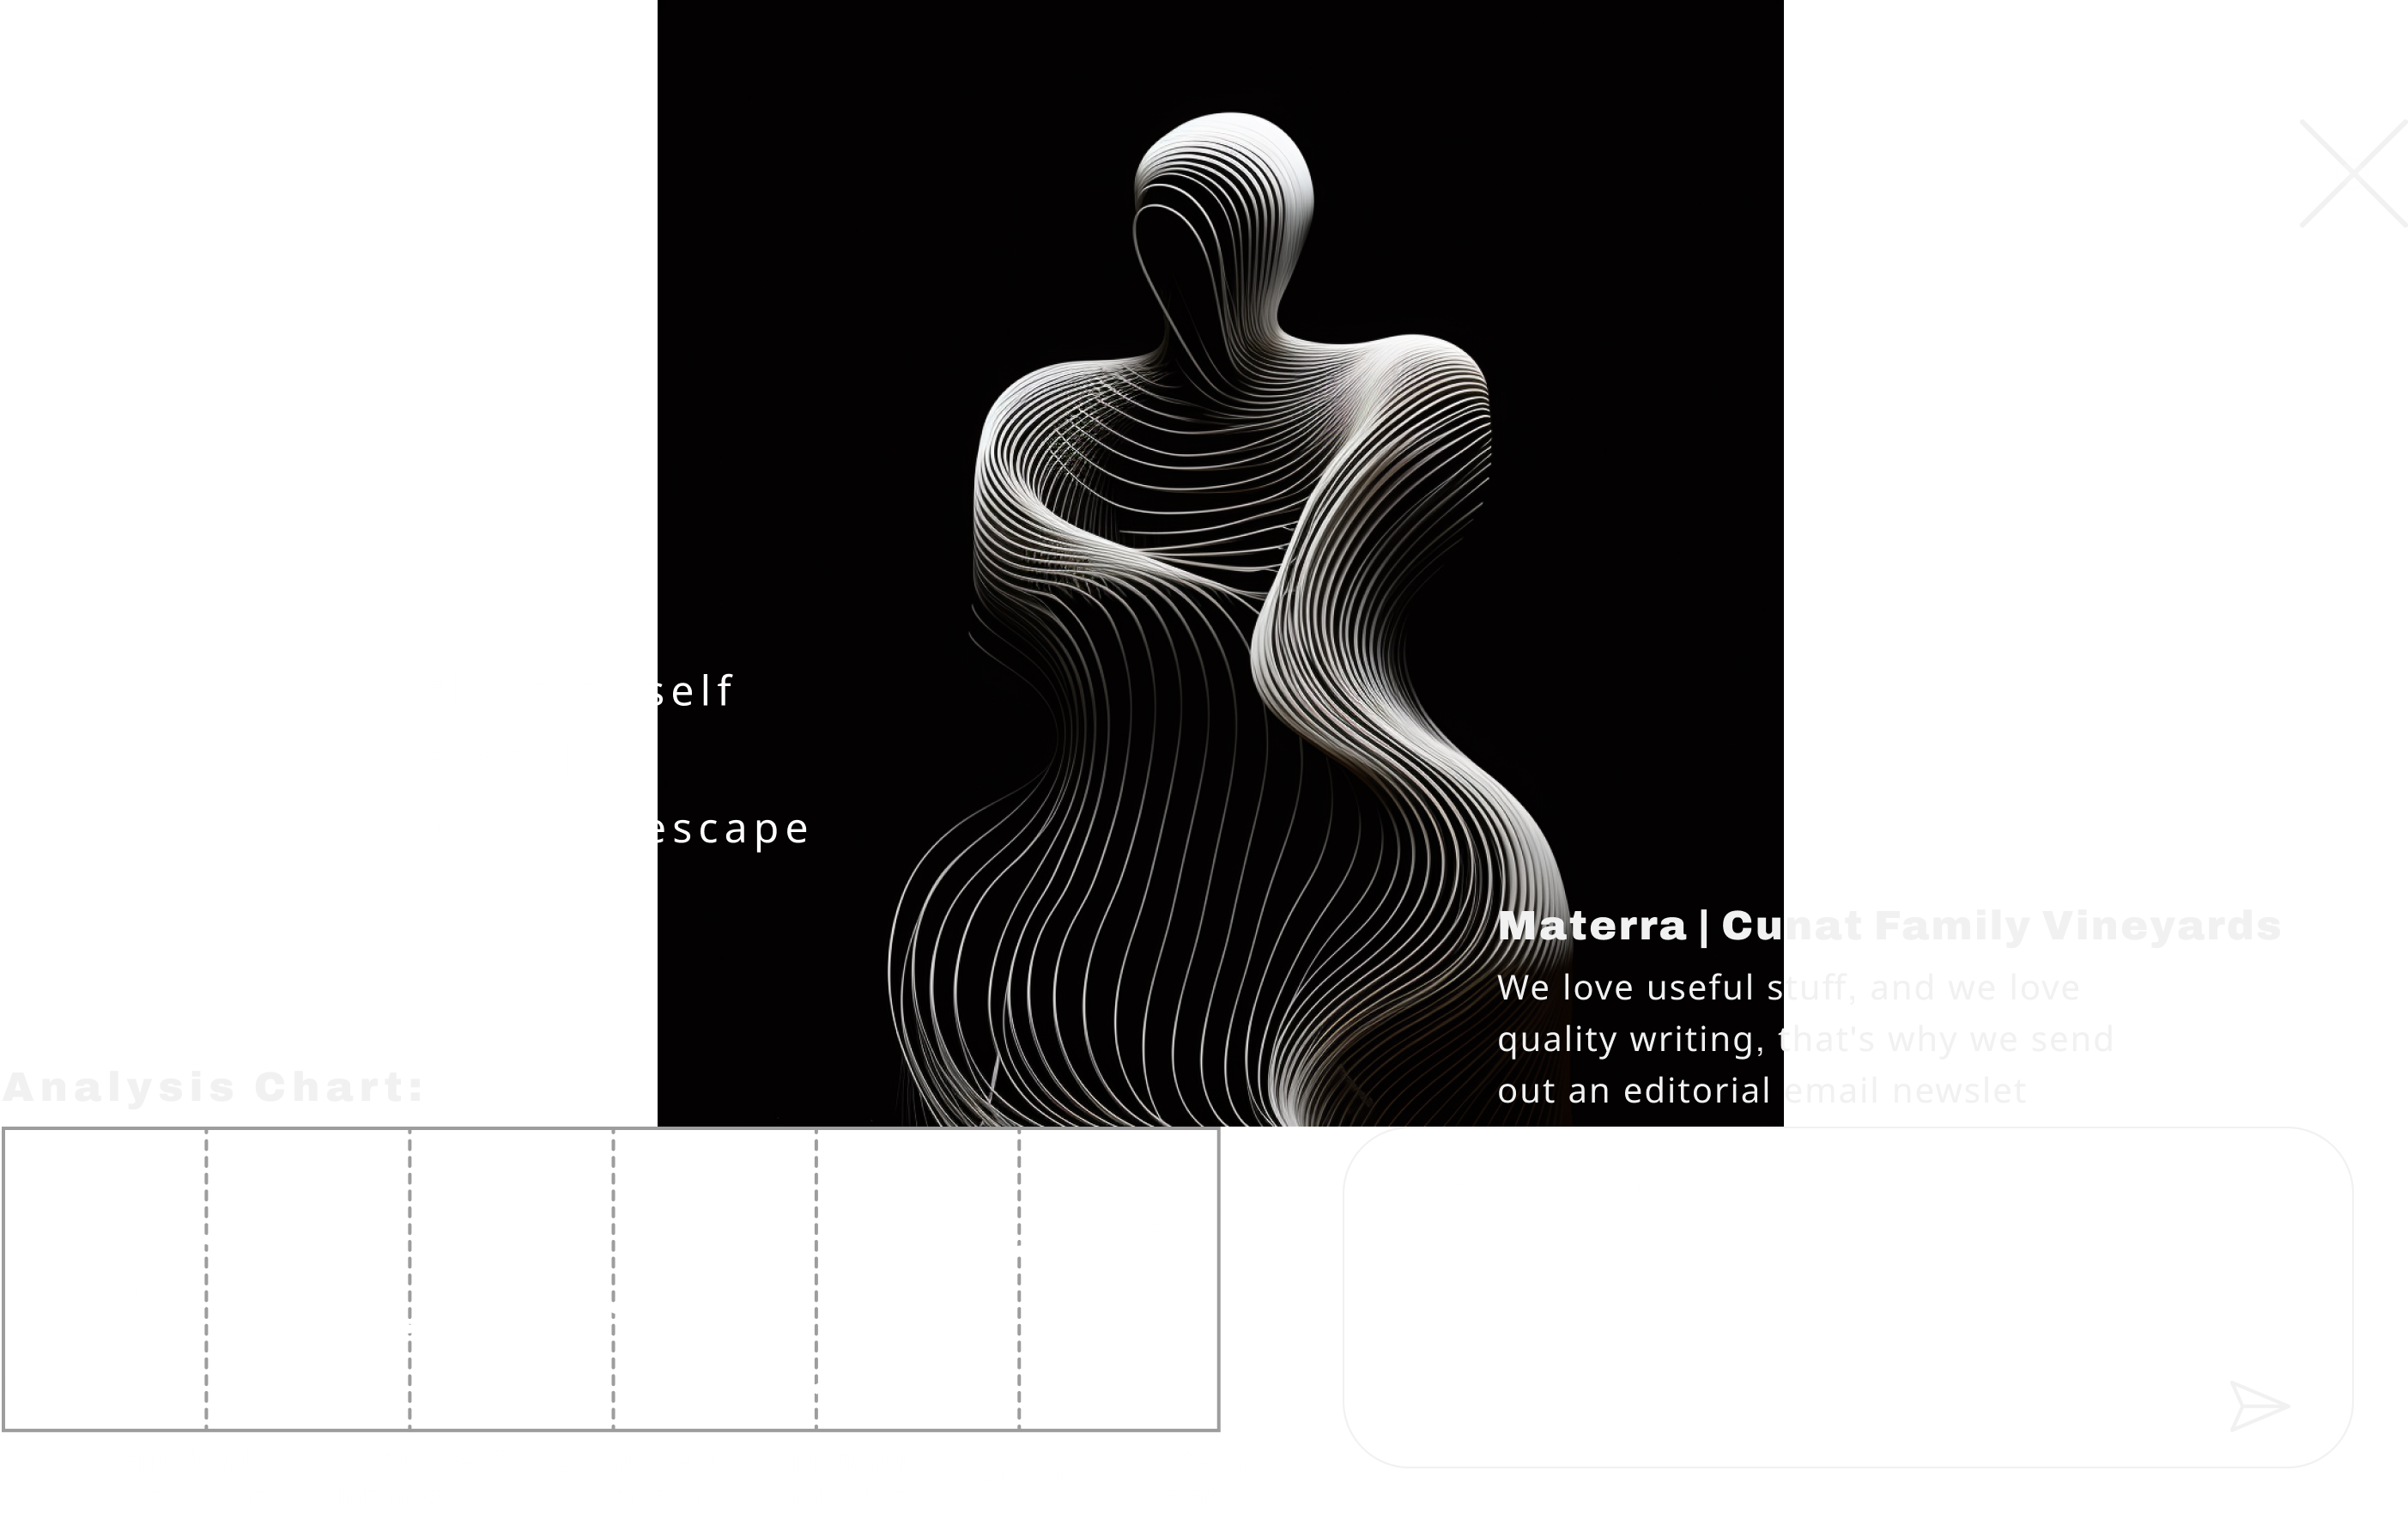 self
escape
Materra | Cunat Family Vineyards
We love useful stuff, and we love
quality writing, that's why we send
out an editorial email newslet
Analysis Chart: